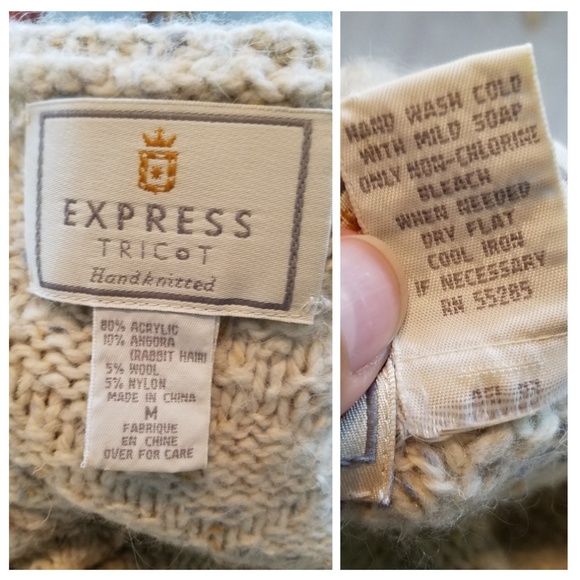 EXPRESS
TRICOT
Handknitted
80% ACRYLIC
10% ANGORA
(RABBIT HAIR)
5% WOOL
5% NYLON
MADE IN CHINA
M
FABRIQUE
EN CHINE
OVER FOR CARE
HAND WASH COLD
WITH MILD SOAP
ONLY NON-CHLORINE
BLEACH
WHEN NEEDED
DRY FLAT
COOL IRON
IF NECESSARY
RN 55285